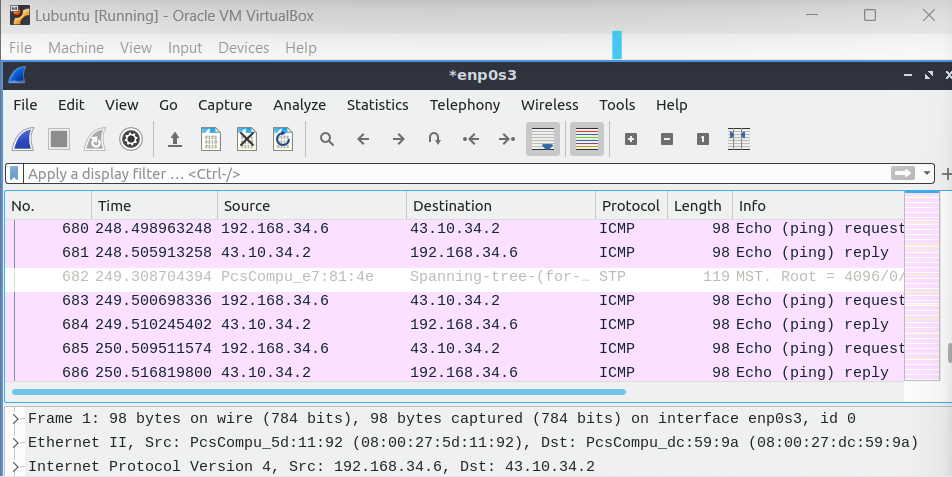 Lubuntu [Running] - Oracle VM VirtualBox
File Machine View Input Devices Help
*enp0s3
File Edit View Go Capture Analyze Statistics Telephony Wireless Tools Help
Apply a display filter … <Ctrl-/>
No. Time Source Destination Protocol Length Info
680 248.498963248 192.168.34.6 43.10.34.2 ICMP 98 Echo (ping) request
681 248.505913258 43.10.34.2 192.168.34.6 ICMP 98 Echo (ping) reply
682 249.308704394 PcsCompu_e7:81:4e Spanning-tree-(for-… STP 119 MST. Root = 4096/0/
683 249.500698336 192.168.34.6 43.10.34.2 ICMP 98 Echo (ping) request
684 249.510245402 43.10.34.2 192.168.34.6 ICMP 98 Echo (ping) reply
685 250.509511574 192.168.34.6 43.10.34.2 ICMP 98 Echo (ping) request
686 250.516819800 43.10.34.2 192.168.34.6 ICMP 98 Echo (ping) reply
Frame 1: 98 bytes on wire (784 bits), 98 bytes captured (784 bits) on interface enp0s3, id 0
Ethernet II, Src: PcsCompu_5d:11:92 (08:00:27:5d:11:92), Dst: PcsCompu_dc:59:9a (08:00:27:dc:59:9a)
Internet Protocol Version 4, Src: 192.168.34.6, Dst: 43.10.34.2